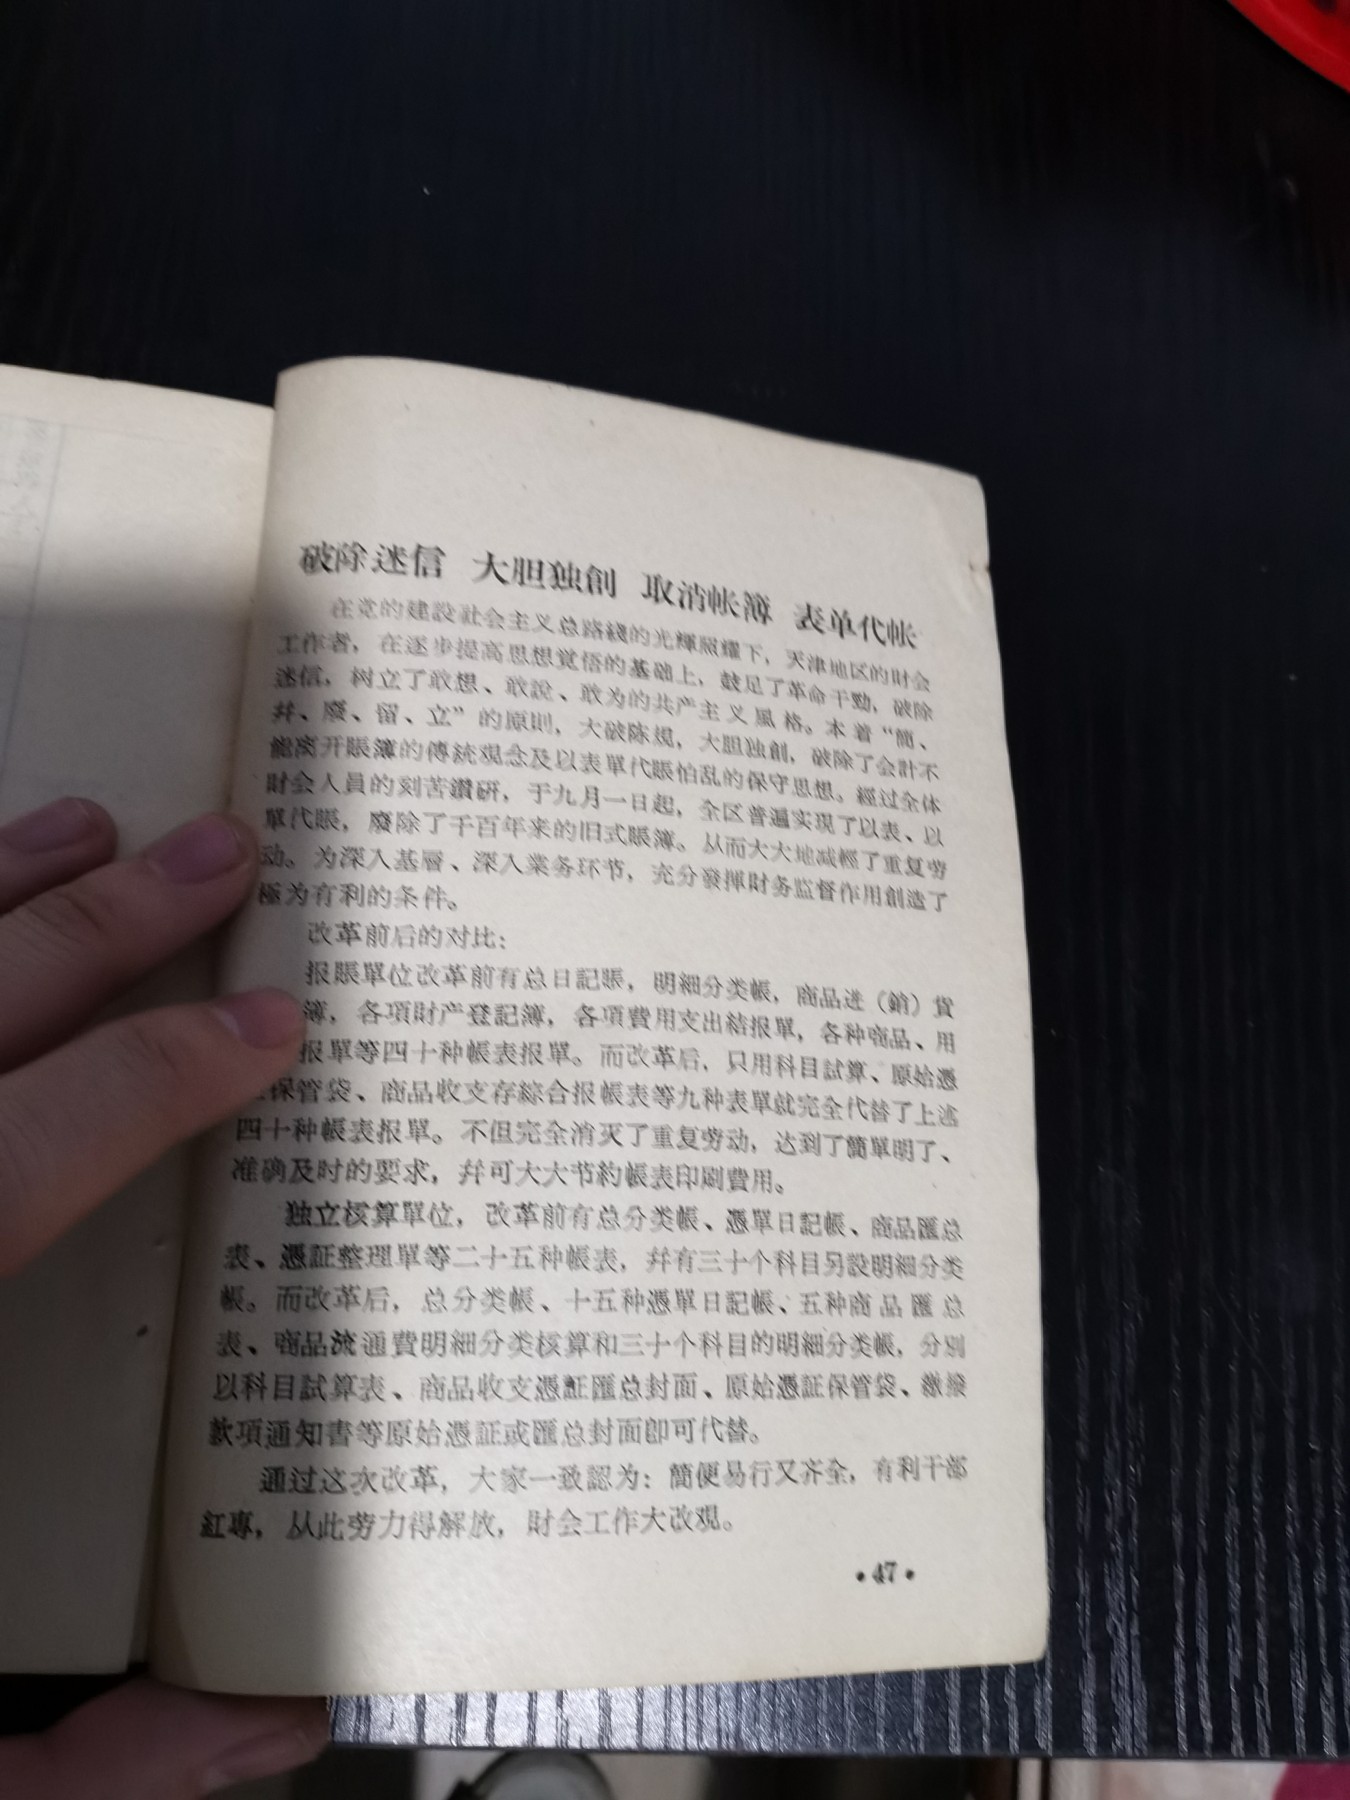 破除迷信 大胆独創 取消帐簿 表单代帐
在党的建設社会主义总路綫的光輝照耀下，天津地区的財会
工作者，在逐步提高思想覚悟的基础上，鼓足了革命干勁，破除
迷信，树立了敢想、敢說、敢为的共产主义風格。本着“簡、
幷、廢、留、立”的原則，大破陈規，大胆独創，破除了会計不
能离开賬簿的傳統观念及以表單代賬怕乱的保守思想。經过全体
財会人員的刻苦鑽研，于九月一日起，全区普遍实現了以表、以
單代賬，廢除了千百年来的旧式賬簿。从而大大地减輕了重复劳
动。为深入基層、深入業务环节，充分發揮財务监督作用創造了
極为有利的条件。
改革前后的对比：
报賬單位改革前有总日記賬，明細分类帳，商品进（銷）貨
簿，各項財产登記簿，各項費用支出結报單，各种商品、用
报單等四十种帳表报單。而改革后，只用科目試算、原始憑
保管袋、商品收支存綜合报帳表等九种表單就完全代替了上述
四十种帳表报單。不但完全消灭了重复劳动，达到了簡單明了、
准确及时的要求，幷可大大节約帳表印刷費用。
独立核算單位，改革前有总分类帳、憑單日記帳、商品匯总
表、憑証整理單等二十五种帳表，幷有三十个科目另設明細分类
帳。而改革后，总分类帳、十五种憑單日記帳、五种商品匯总
表、商品流通費明細分类核算和三十个科目的明細分类帳，分別
以科目試算表、商品收支憑証匯总封面、原始憑証保管袋、繳撥
款項通知書等原始憑証或匯总封面卽可代替。
通过这次改革，大家一致認为：簡便易行又齐全，有利干部
紅專，从此劳力得解放，財会工作大改观。
•47•